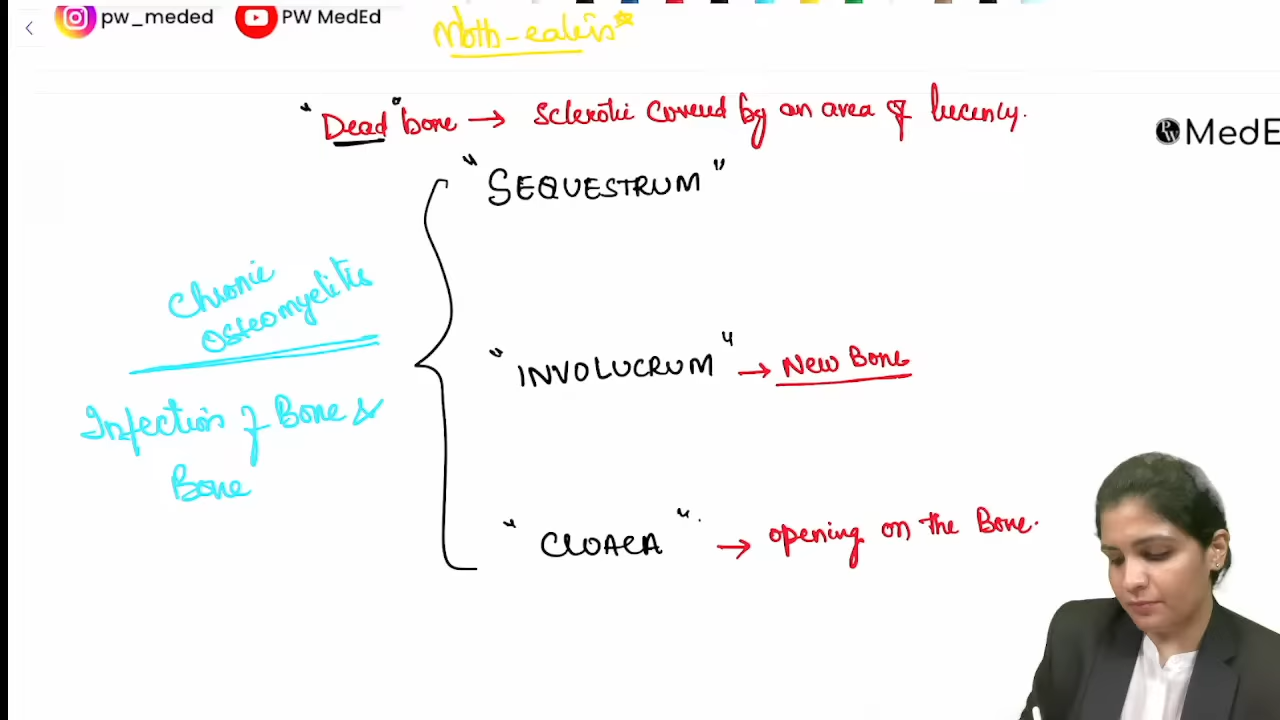 pw_meded PW MedEd
Moth-eaten*
"Dead" bone → Sclerotic covered by an area of lucency.
MedE
"SEQUESTRUM"
Chronic
Osteomyelitis
"INVOLUCRUM" → New Bone
Infection of Bone &
Bone
"CLOACA" → opening on the Bone.